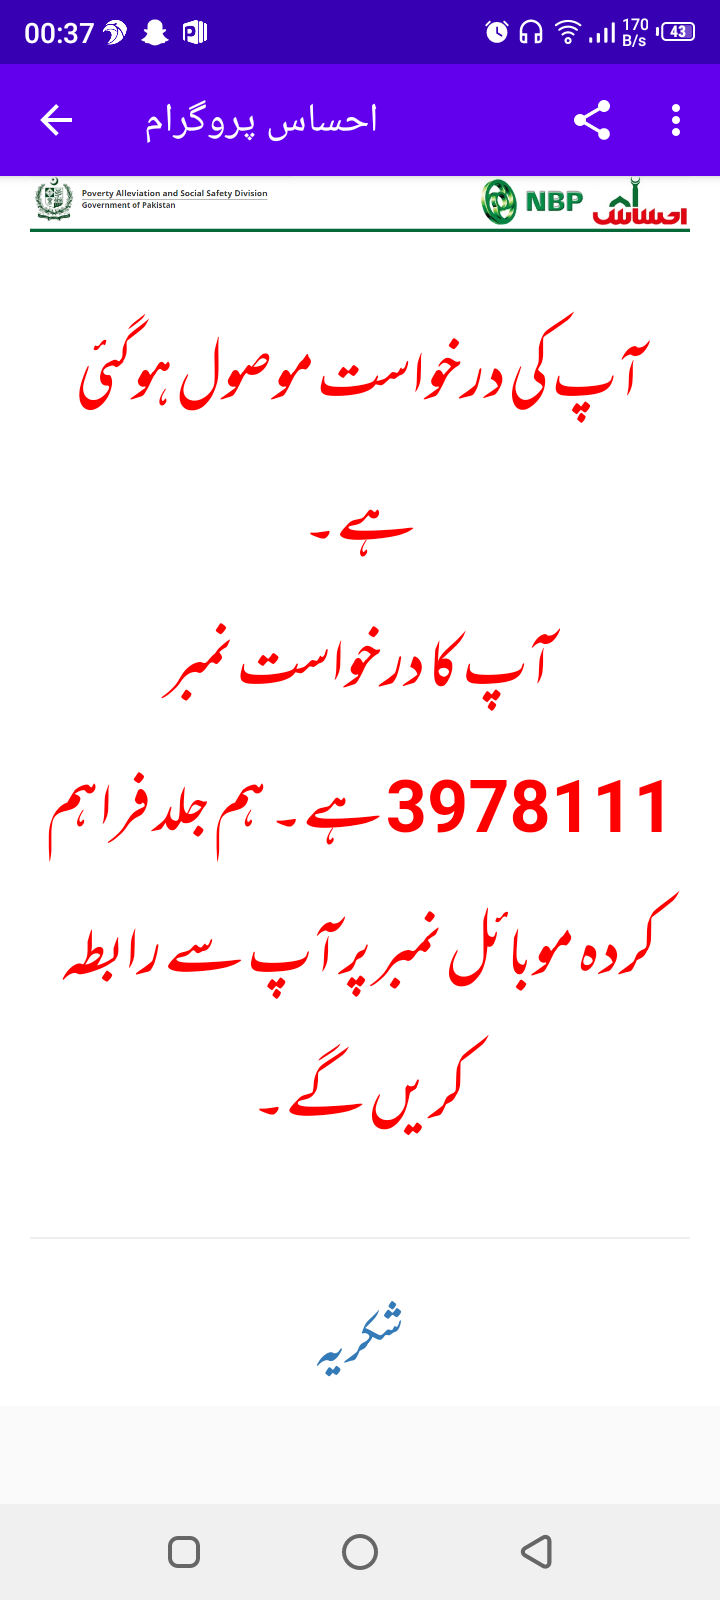 00:37
170 B/s
43
احساس پروگرام
Poverty Alleviation and Social Safety Division
Government of Pakistan
NBP
احساس
آپ کی درخواست موصول ہوگئی
ہے۔
آپ کا درخواست نمبر
3978111 ہے۔ ہم جلد فراہم
کردہ موبائل نمبر پر آپ سے رابطہ
کریں گے۔
شکریہ